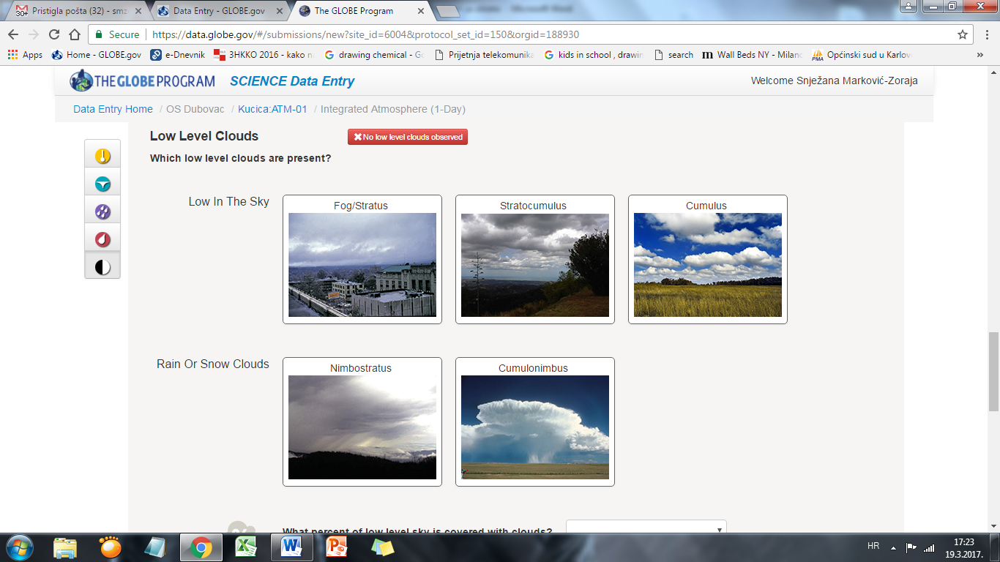 30+
Pristigla pošta (32) - smz
Data Entry - GLOBE.gov
The GLOBE Program
Microsoft Word
Secure
https://data.globe.gov/#/submissions/new?site_id=6004&protocol_set_id=150&orgid=188930
Apps
Home - GLOBE.gov
e-Dnevnik
3HKKO 2016 - kako n
drawing chemical - Go
Prijetnja telekomunika
kids in school , drawin
search
Wall Beds NY - Milano
Općinski sud u Karlov
THE GLOBE PROGRAM
SCIENCE Data Entry
Welcome Snježana Marković-Zoraja
Data Entry Home / OS Dubovac / Kucica:ATM-01 / Integrated Atmosphere (1-Day)
Low Level Clouds
No low level clouds observed
Which low level clouds are present?
Low In The Sky
Fog/Stratus
Stratocumulus
Cumulus
Rain Or Snow Clouds
Nimbostratus
Cumulonimbus
What percent of low level sky is covered with clouds?
HR
17:23
19.3.2017.